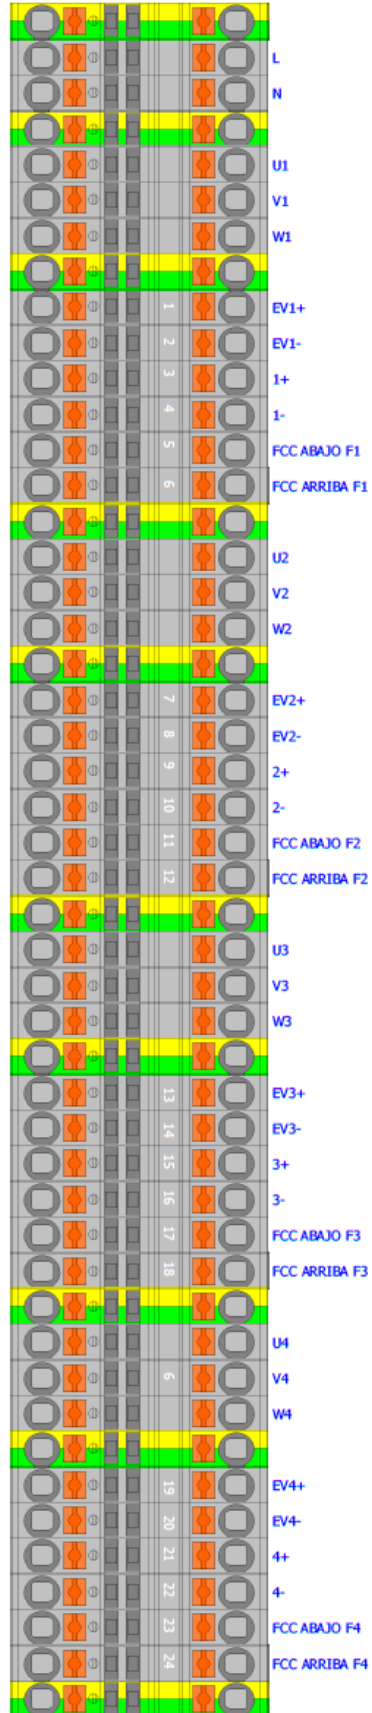 L
N
U1
V1
W1
1 EV1+
2 EV1-
3 1+
4 1-
5 FCC ABAJO F1
6 FCC ARRIBA F1
U2
V2
W2
7 EV2+
8 EV2-
9 2+
10 2-
11 FCC ABAJO F2
12 FCC ARRIBA F2
U3
V3
W3
13 EV3+
14 EV3-
15 3+
16 3-
17 FCC ABAJO F3
18 FCC ARRIBA F3
U4
6 V4
W4
19 EV4+
20 EV4-
21 4+
22 4-
23 FCC ABAJO F4
24 FCC ARRIBA F4